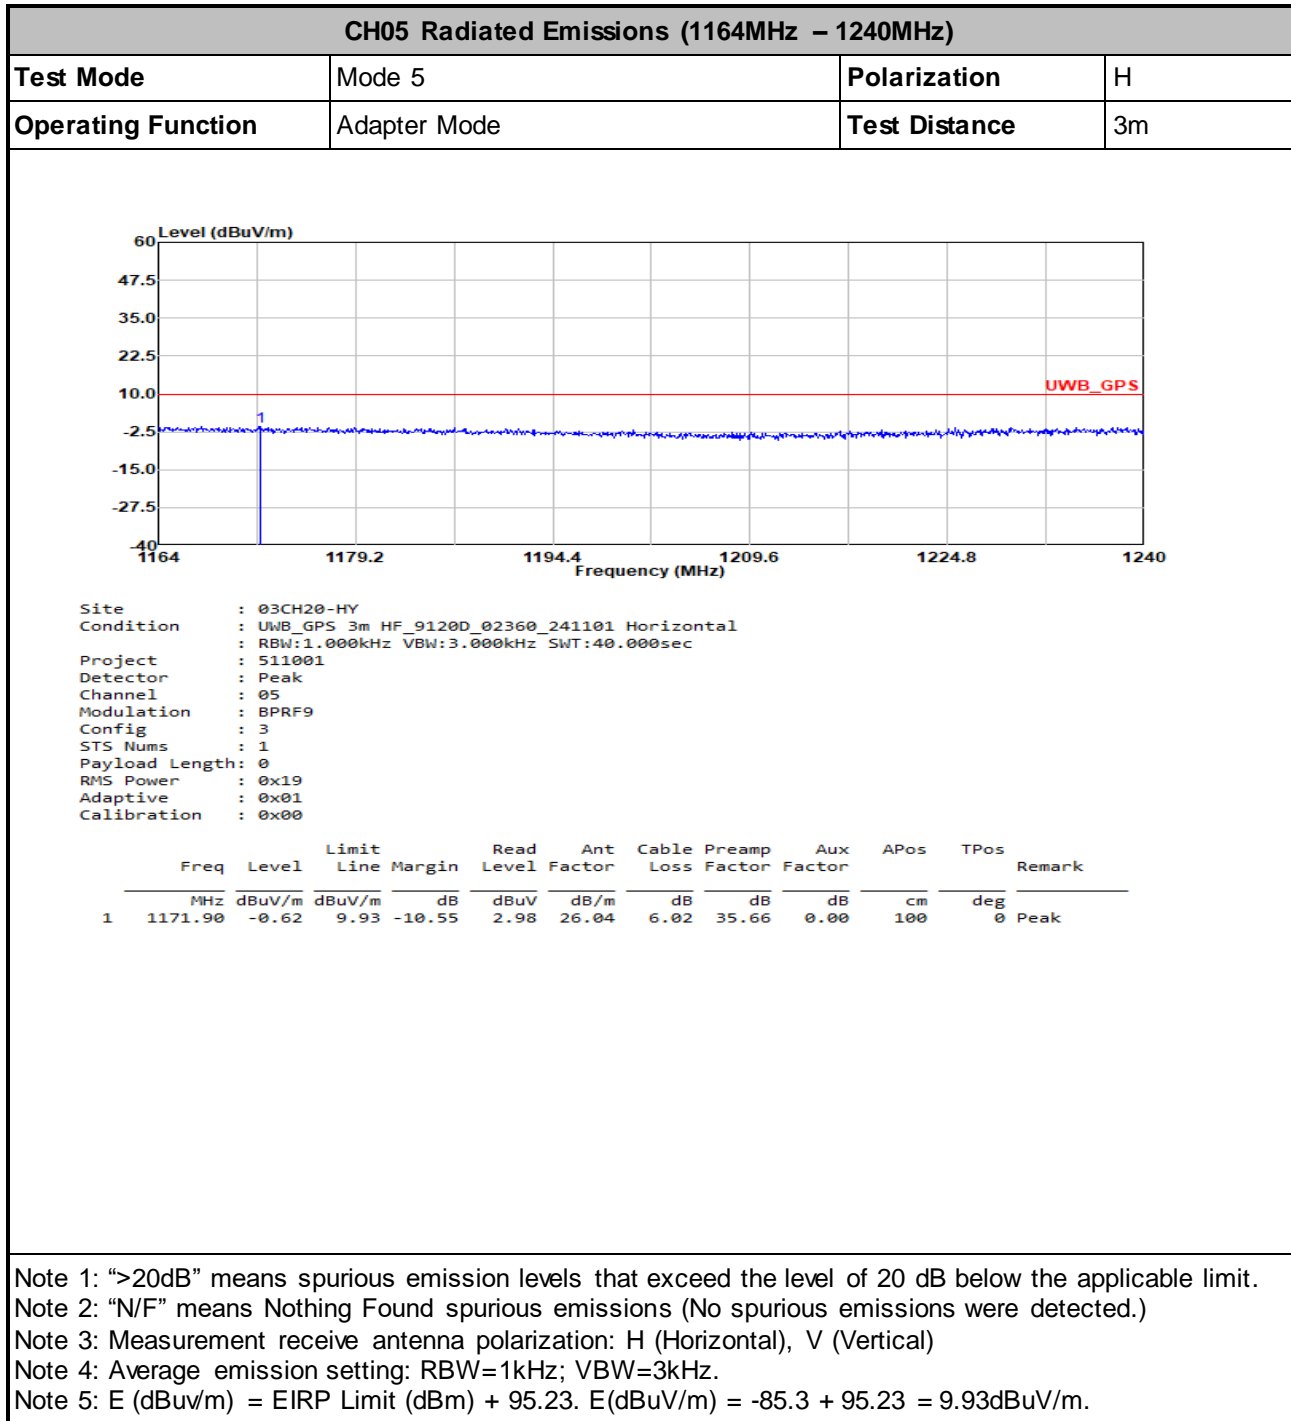 CH05 Radiated Emissions (1164MHz – 1240MHz)
Test Mode Mode 5 Polarization H
Operating Function Adapter Mode Test Distance 3m
Level (dBuV/m)
60
47.5
35.0
22.5
10.0
UWB_GPS
1
-2.5
-15.0
-27.5
-40
1164 1179.2 1194.4 1209.6 1224.8 1240
Frequency (MHz)
Site : 03CH20-HY
Condition : UWB_GPS 3m HF_9120D_02360_241101 Horizontal
: RBW:1.000kHz VBW:3.000kHz SWT:40.000sec
Project : 511001
Detector : Peak
Channel : 05
Modulation : BPRF9
Config : 3
STS Nums : 1
Payload Length: 0
RMS Power : 0x19
Adaptive : 0x01
Calibration : 0x00
Limit Read Ant Cable Preamp Aux APos TPos
Freq Level Line Margin Level Factor Loss Factor Factor Remark
MHz dBuV/m dBuV/m dB dBuV dB/m dB dB dB cm deg
1 1171.90 -0.62 9.93 -10.55 2.98 26.04 6.02 35.66 0.00 100 0 Peak
Note 1: “>20dB” means spurious emission levels that exceed the level of 20 dB below the applicable limit.
Note 2: “N/F” means Nothing Found spurious emissions (No spurious emissions were detected.)
Note 3: Measurement receive antenna polarization: H (Horizontal), V (Vertical)
Note 4: Average emission setting: RBW=1kHz; VBW=3kHz.
Note 5: E (dBuv/m) = EIRP Limit (dBm) + 95.23. E(dBuV/m) = -85.3 + 95.23 = 9.93dBuV/m.